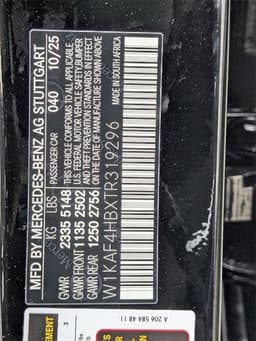 MFD BY MERCEDES-BENZ AG STUTTGART
PASSENGER CAR 040 10/25
KG LBS
GVWR 2335 5148
GAWR FRONT 1135 2502
GAWR REAR 1250 2756
THIS VEHICLE CONFORMS TO ALL APPLICABLE
U.S. FEDERAL MOTOR VEHICLE SAFETY, BUMPER
AND THEFT PREVENTION STANDARDS IN EFFECT
ON THE DATE OF MANUFACTURE SHOWN ABOVE
W1KAF4HBXTR319296
MADE IN SOUTH AFRICA
A 206 584 48 11